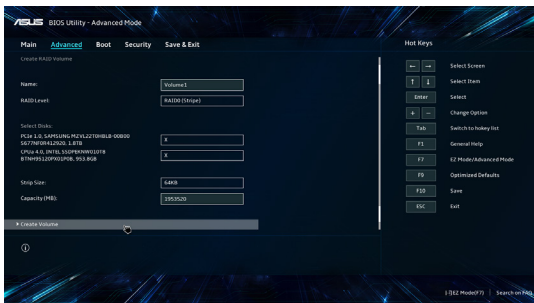 ASUS BIOS Utility - Advanced Mode
Main Advanced Boot Security Save & Exit
Hot Keys
Create RAID Volume
Name: Volume1
RAID Level: RAID0 (Stripe)
Select Disks:
PCIe 1.0, SAMSUNG MZVL22T0HBLB-00B00
S677NF0R412920, 1.8TB
X
CPUa 4.0, INTEL SSDPEKNW010T8
BTNH95120PX01P0B, 953.8GB
X
Strip Size: 64KB
Capacity (MB): 1953520
Create Volume
← → Select Screen
↑ ↓ Select Item
Enter Select
+ − Change Option
Tab Switch to hokey list
F1 General Help
F7 EZ Mode/Advanced Mode
F9 Optimized Defaults
F10 Save
ESC Exit
EZ Mode(F7) | Search on FAQ